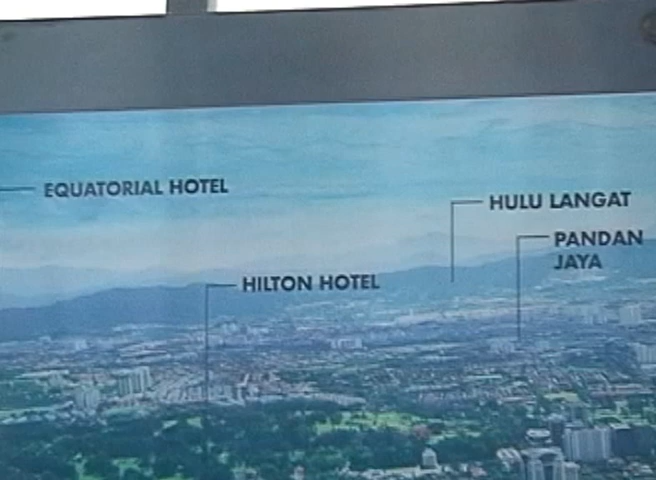 EQUATORIAL HOTEL
HULU LANGAT
PANDAN
JAYA
HILTON HOTEL